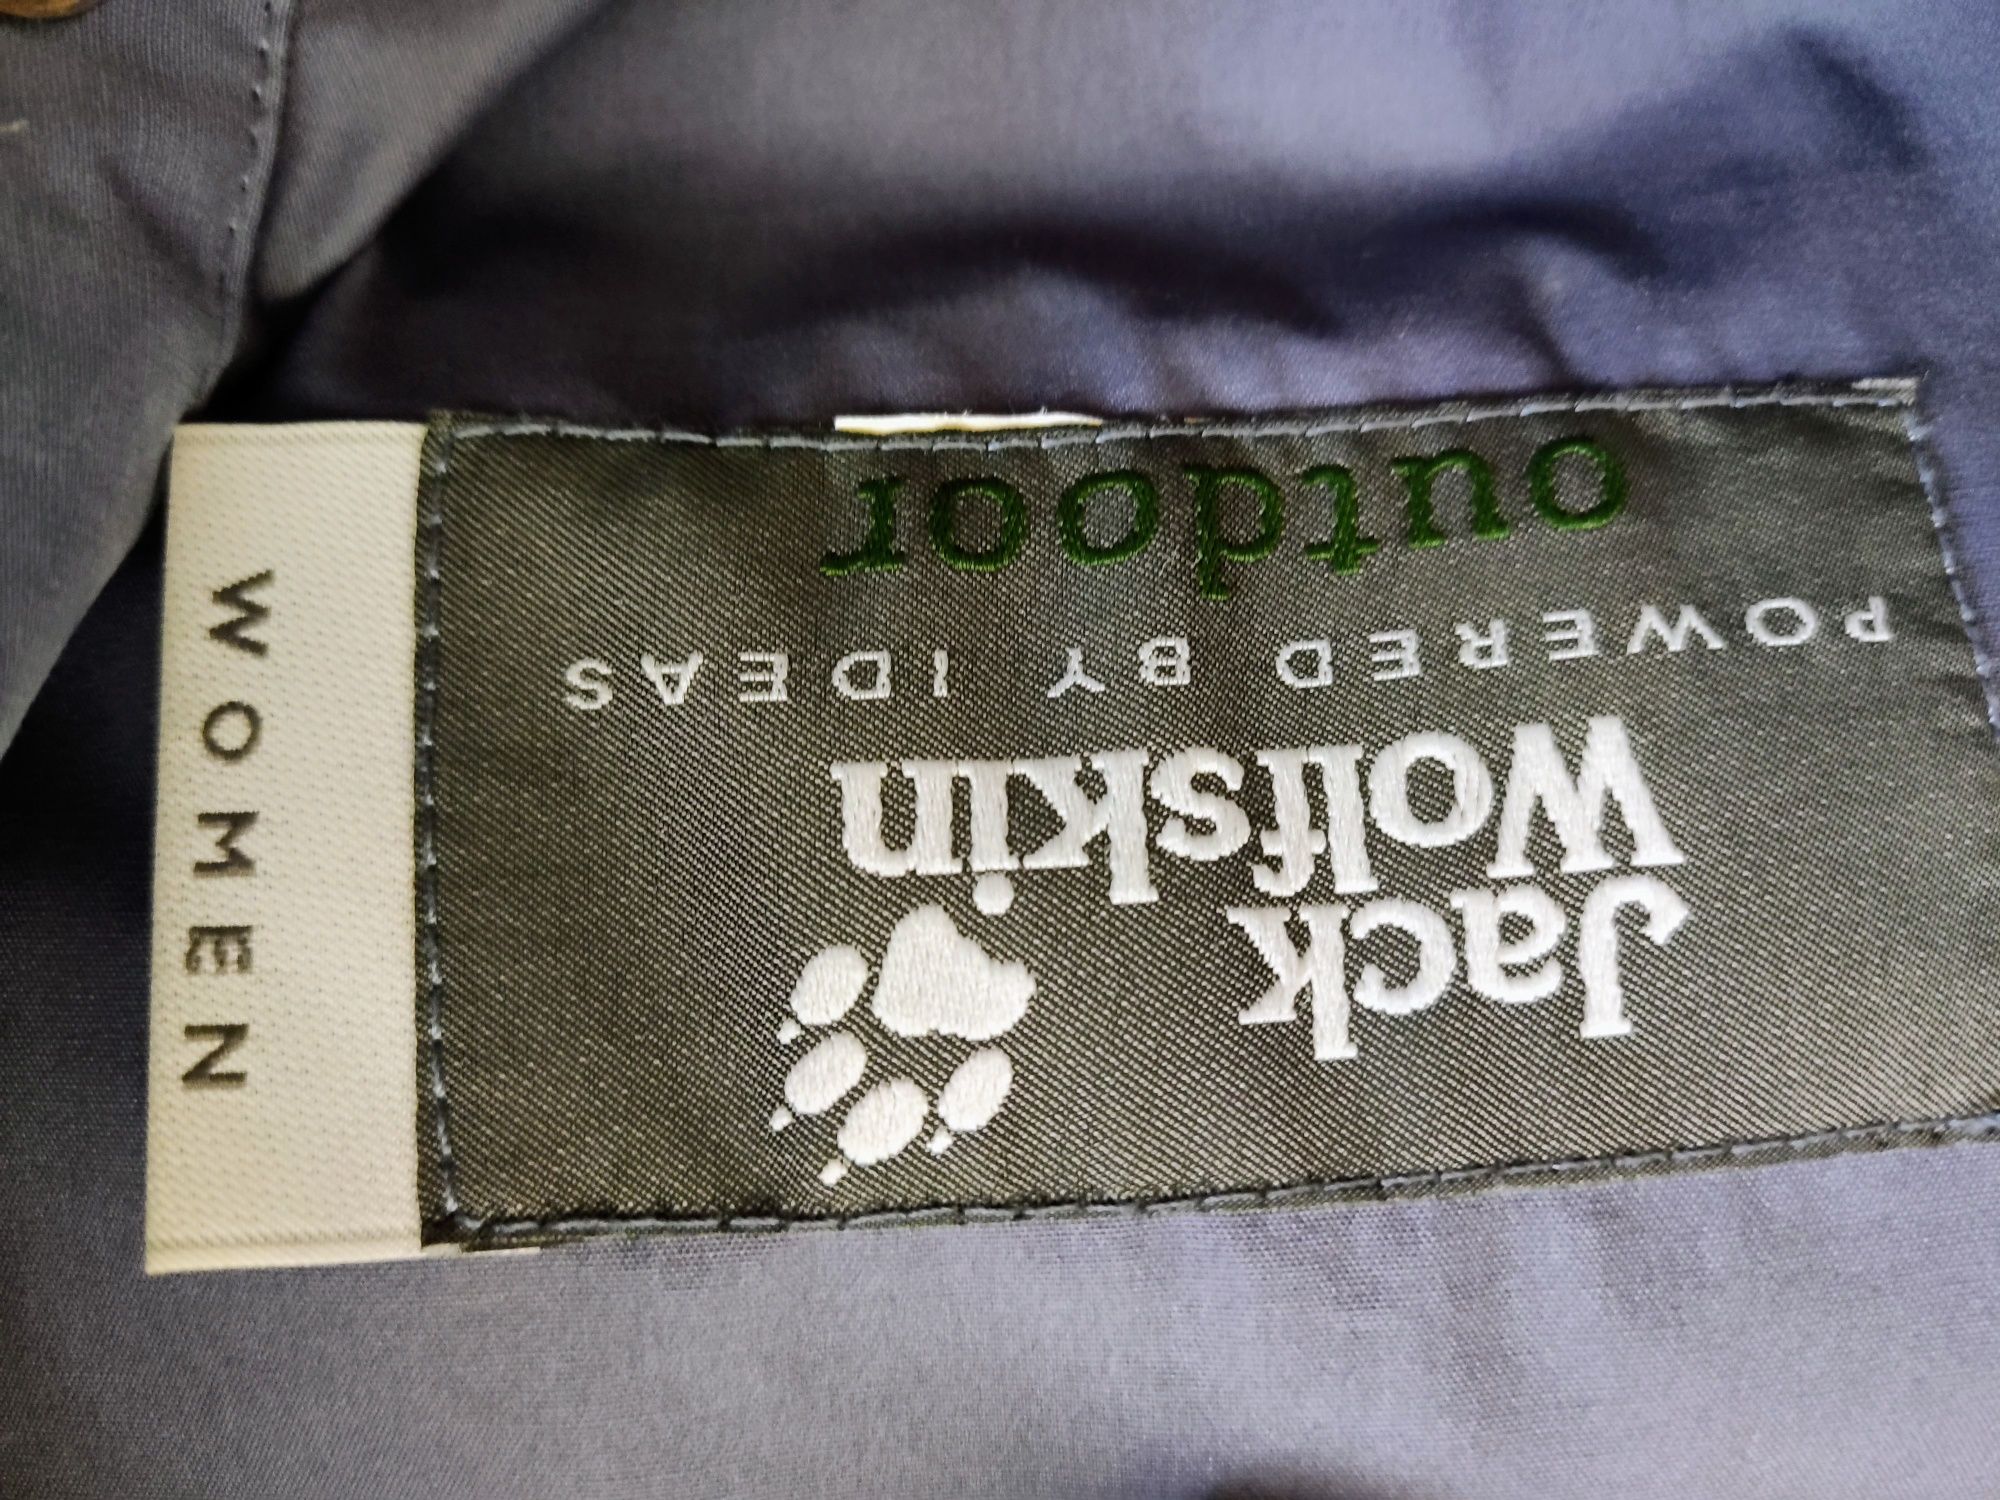 Jack
Wolfskin
POWERED BY IDEAS
outdoor
WOMEN